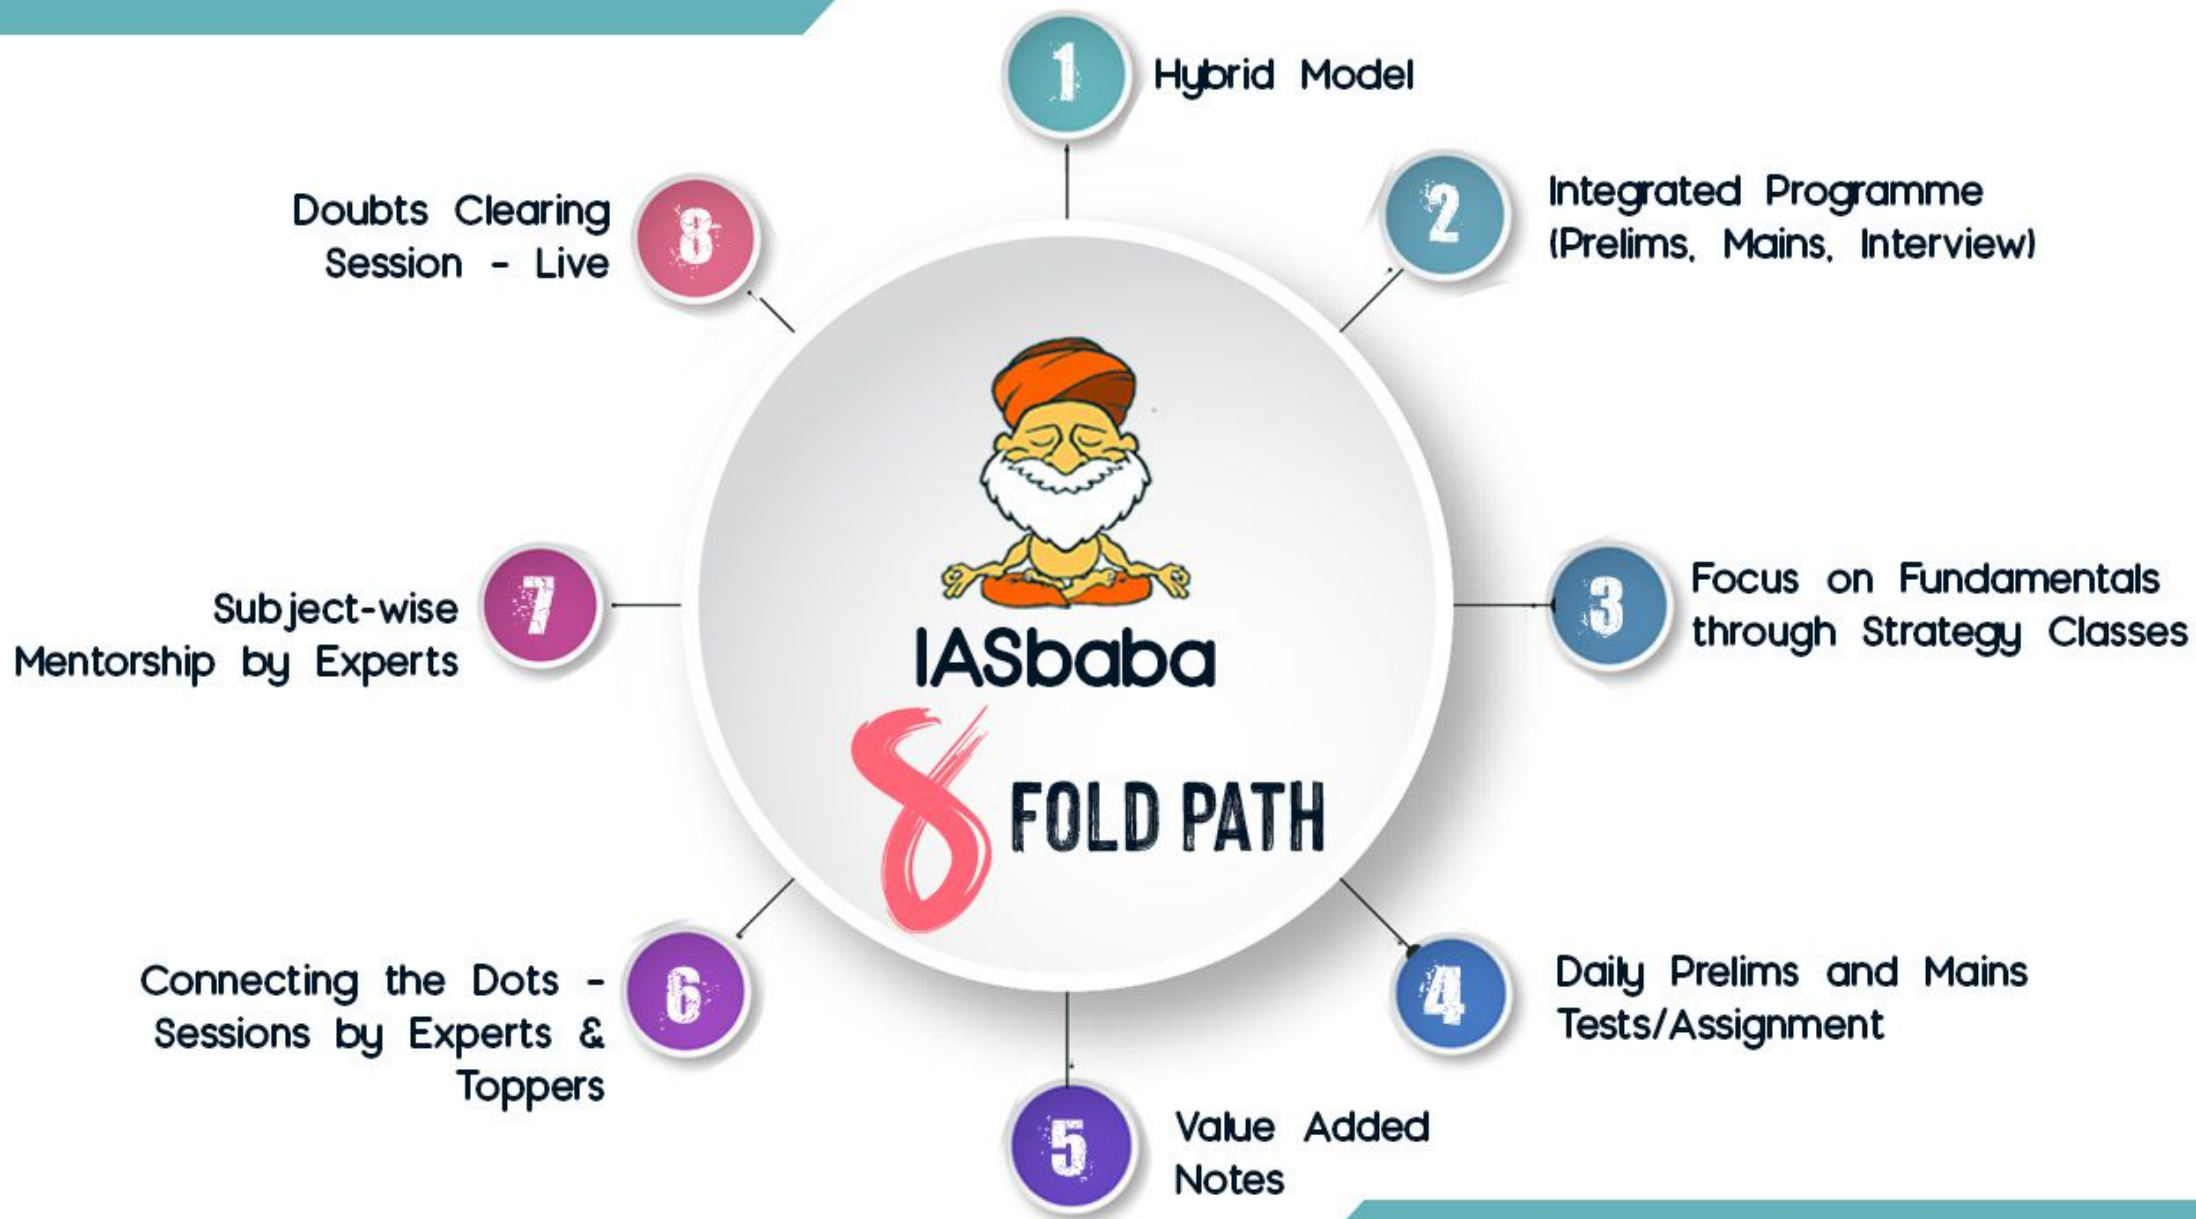 1
Hybrid Model
2
Integrated Programme
(Prelims, Mains, Interview)
3
Focus on Fundamentals
through Strategy Classes
4
Daily Prelims and Mains
Tests/Assignment
5
Value Added
Notes
6
Connecting the Dots -
Sessions by Experts &
Toppers
7
Subject-wise
Mentorship by Experts
8
Doubts Clearing
Session - Live
IASbaba
8 FOLD PATH